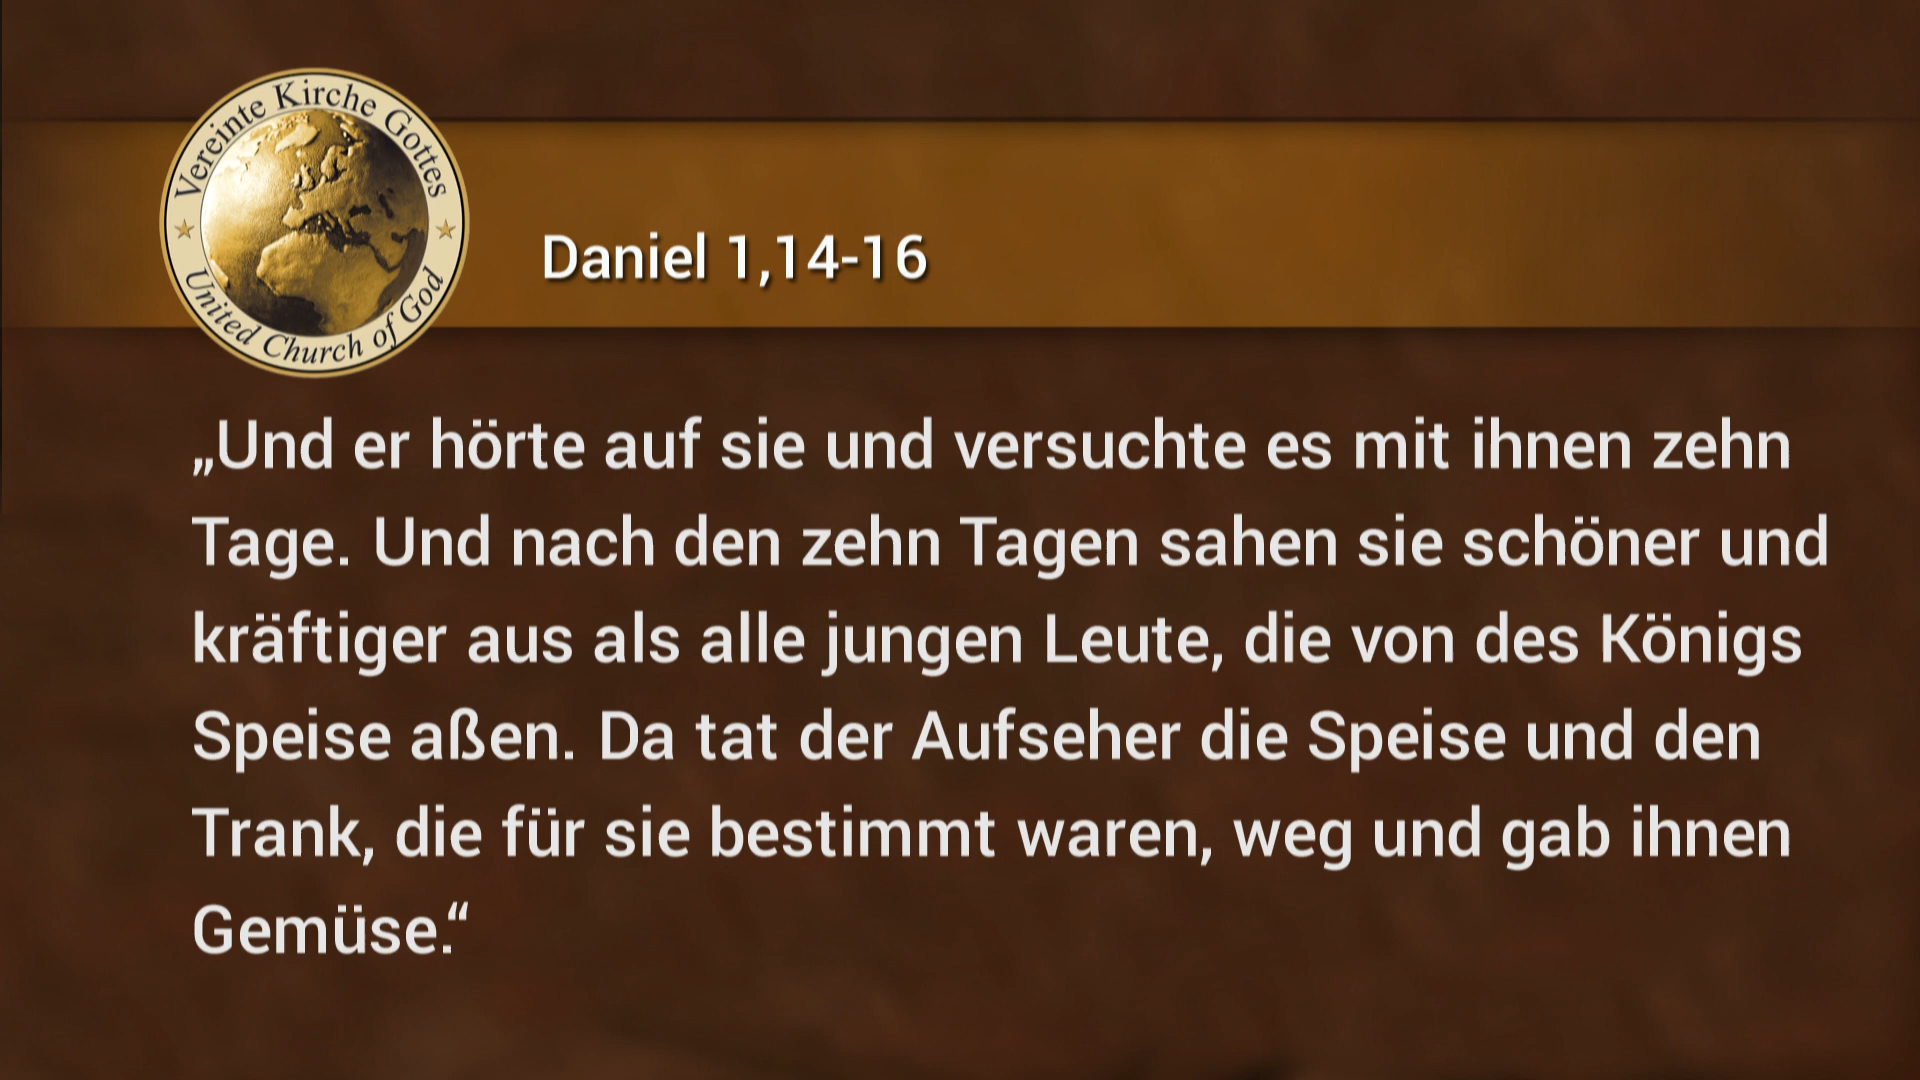 Vereinte Kirche Gottes
United Church of God
Daniel 1,14-16
„Und er hörte auf sie und versuchte es mit ihnen zehn
Tage. Und nach den zehn Tagen sahen sie schöner und
kräftiger aus als alle jungen Leute, die von des Königs
Speise aßen. Da tat der Aufseher die Speise und den
Trank, die für sie bestimmt waren, weg und gab ihnen
Gemüse.“